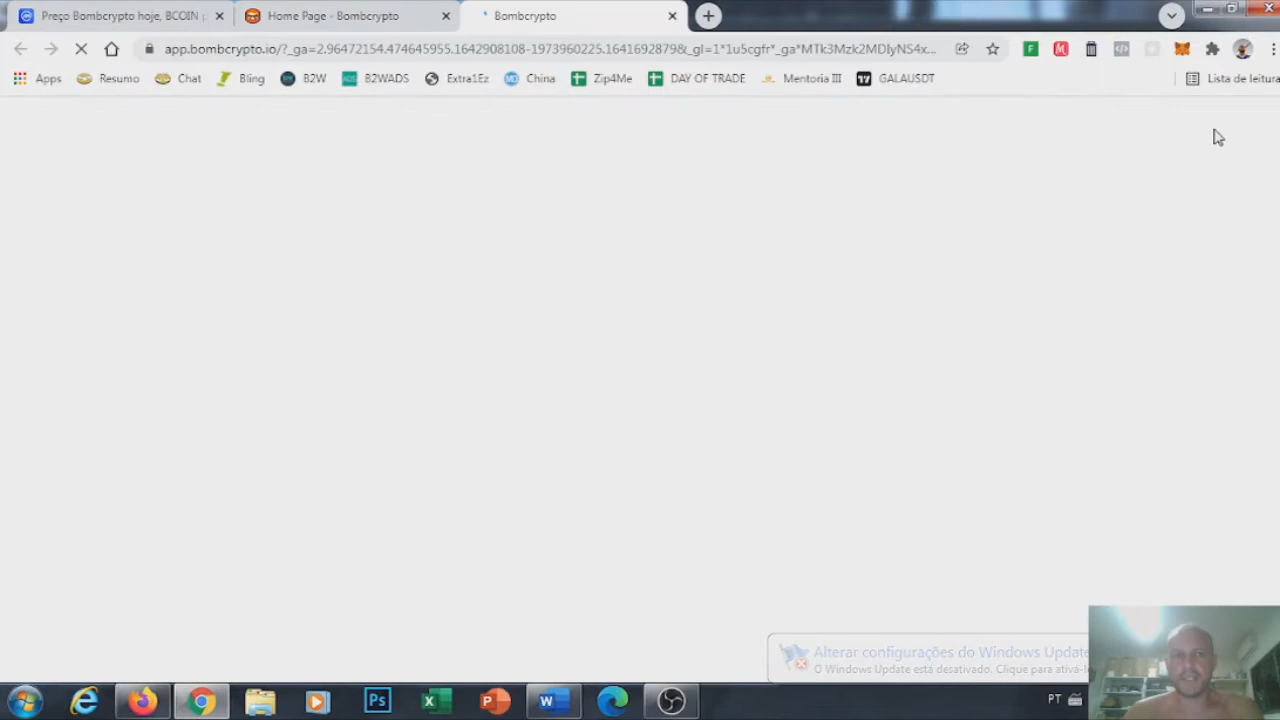 Preço Bombcrypto hoje, BCOIN
Home Page - Bombcrypto
Bombcrypto
app.bombcrypto.io/?_ga=2.96472154.474645955.1642908108-1973960225.1641692879&_gl=1*1u5cgfr*_ga*MTk3Mzk2MDIyNS4x...
Apps
Resumo
Chat
Bling
B2W
B2WADS
Extra1Ez
China
Zip4Me
DAY OF TRADE
Mentoria III
GALAUSDT
Lista de leitura
Alterar configurações do Windows Update
O Windows Update está desativado. Clique para ativá-l
PT